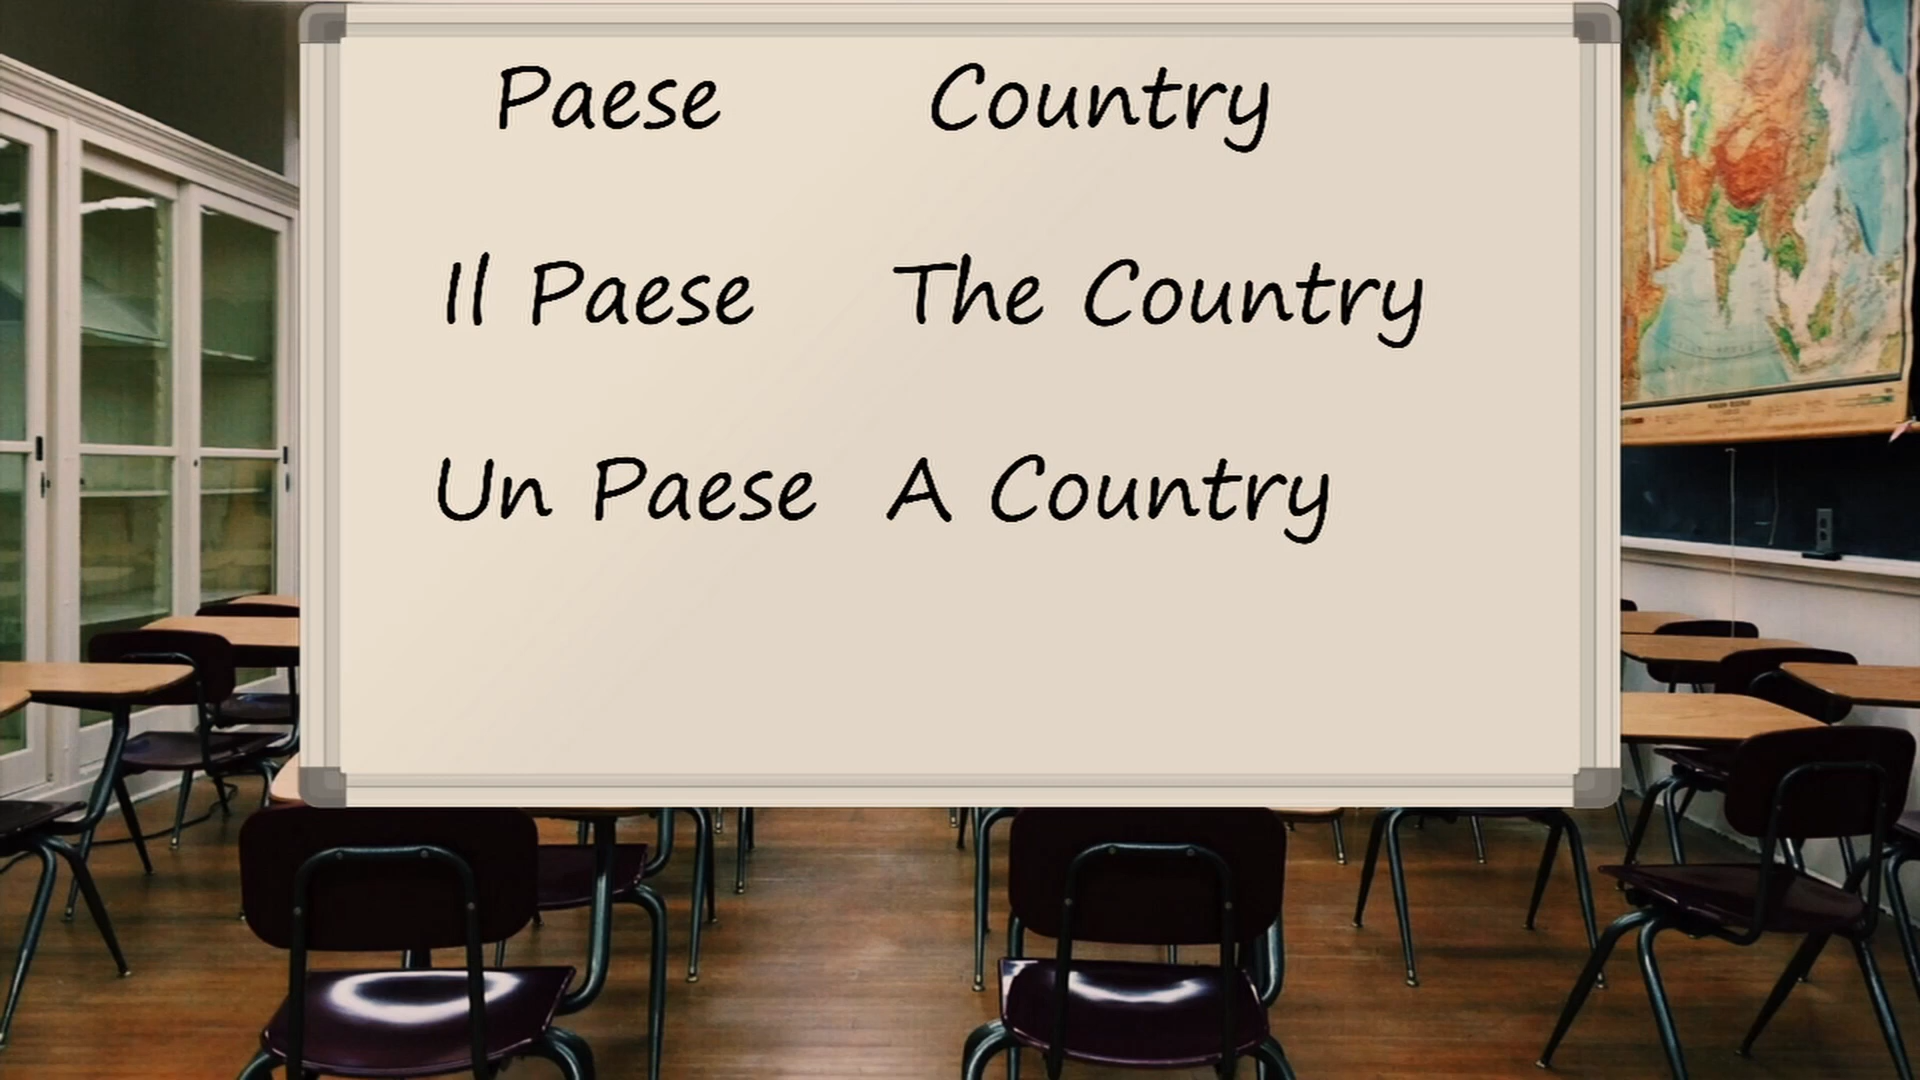 Paese Country
Il Paese The Country
Un Paese A Country